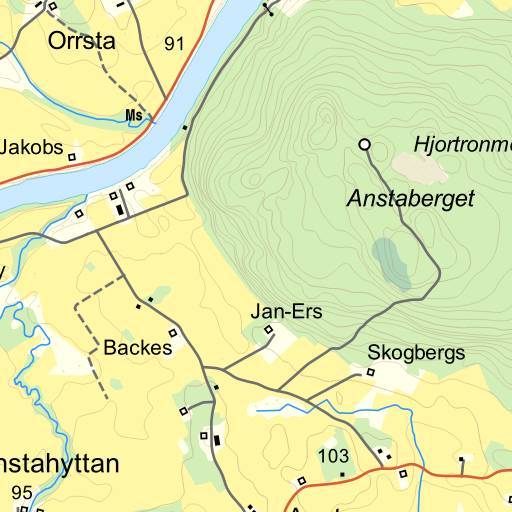 Orrsta
91
Ms
Jakobs
Hjortronm
Anstaberget
Jan-Ers
Backes
Skogbergs
nstahyttan
103
95